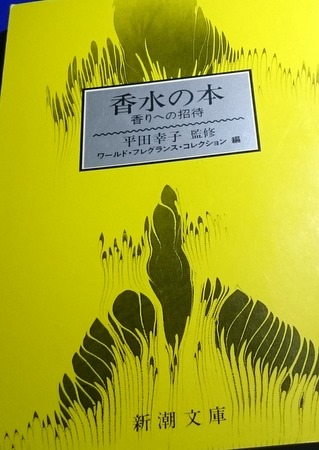 香水の本
香りへの招待
平田幸子 監修
ワールド・フレグランス・コレクション 編
新潮文庫